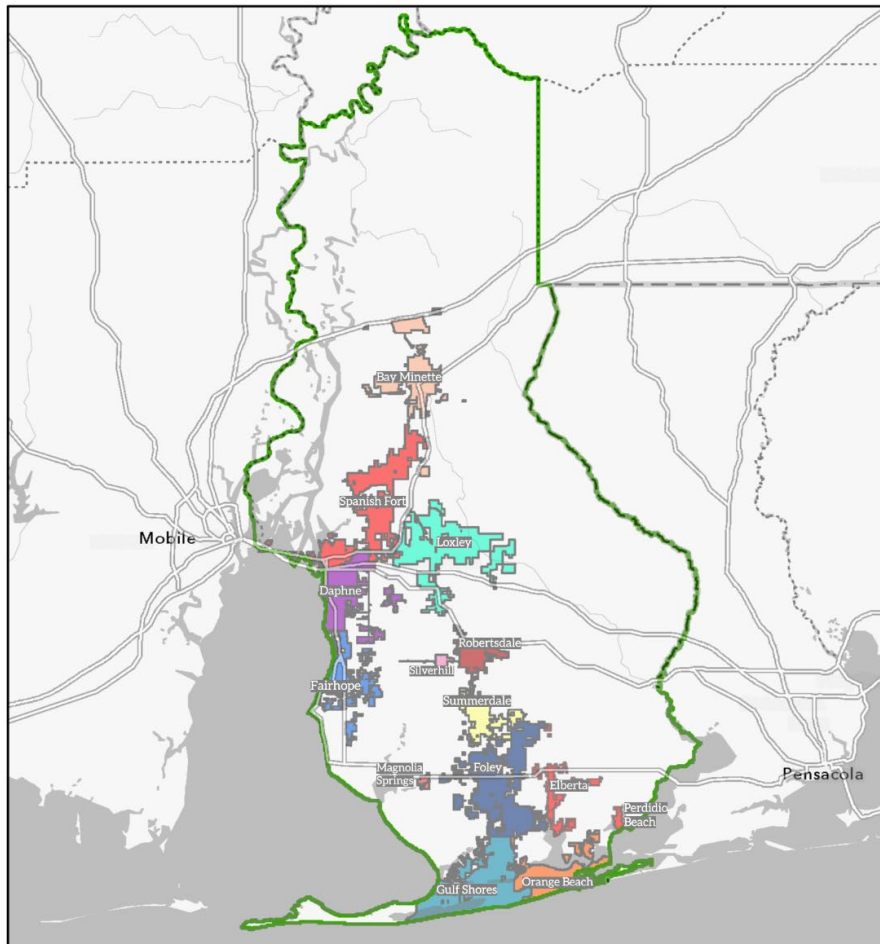 Bay Minette
Spanish Fort
Mobile
Loxley
Daphne
Robertsdale
Silverhill
Fairhope
Summerdale
Magnolia
Springs
Foley
Pensacola
Elberta
Perdidio
Beach
Gulf Shores
Orange Beach